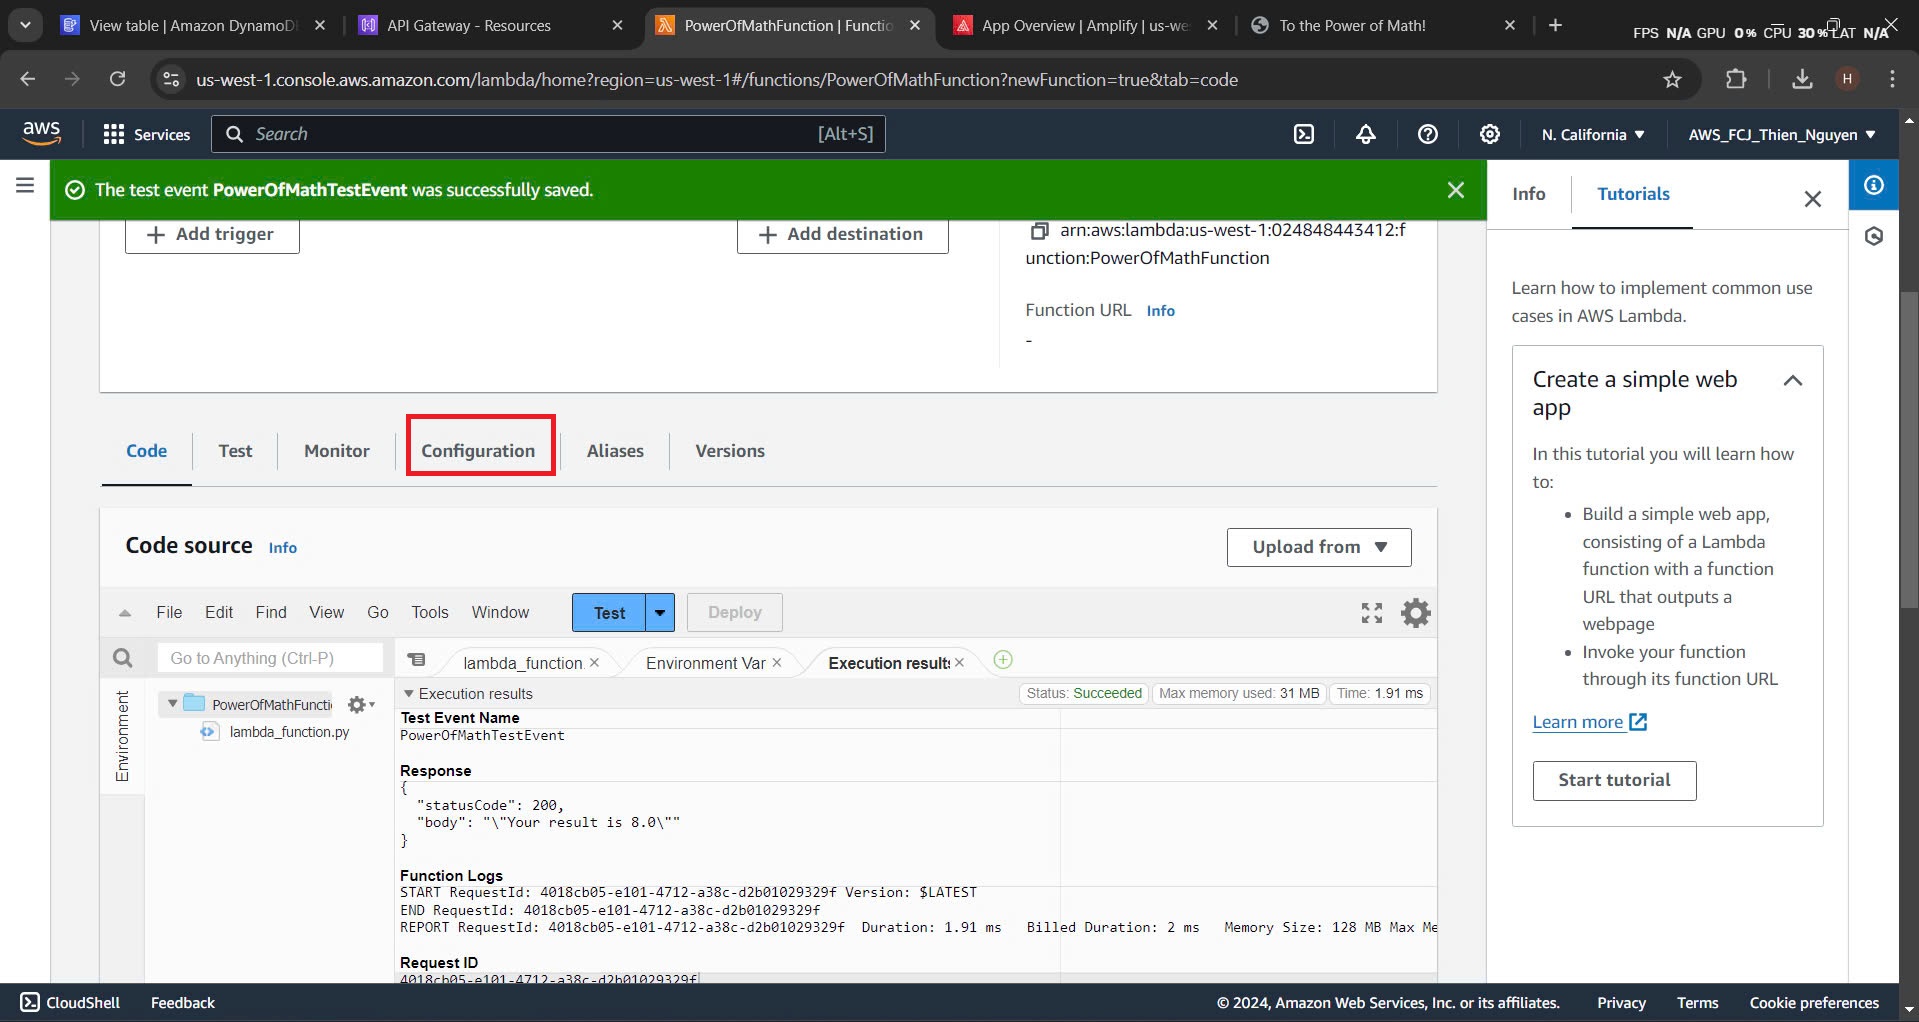 View table | Amazon DynamoD
API Gateway - Resources
PowerOfMathFunction | Functio
App Overview | Amplify | us-we
To the Power of Math!
FPS N/A GPU 0% CPU 30% LAT N/A
us-west-1.console.aws.amazon.com/lambda/home?region=us-west-1#/functions/PowerOfMathFunction?newFunction=true&tab=code
H
aws
Services
Search
[Alt+S]
N. California
AWS_FCJ_Thien_Nguyen
The test event PowerOfMathTestEvent was successfully saved.
Info
Tutorials
Add trigger
Add destination
arn:aws:lambda:us-west-1:024848443412:f
unction:PowerOfMathFunction
Function URL Info
-
Learn how to implement common use
cases in AWS Lambda.
Create a simple web
app
In this tutorial you will learn how
to:
• Build a simple web app,
consisting of a Lambda
function with a function
URL that outputs a
webpage
• Invoke your function
through its function URL
Learn more
Start tutorial
Code
Test
Monitor
Configuration
Aliases
Versions
Code source Info
Upload from
File Edit Find View Go Tools Window
Test
Deploy
Go to Anything (Ctrl-P)
lambda_function
Environment Var
Execution results
Environment
PowerOfMathFuncti
lambda_function.py
Execution results
Status: Succeeded
Max memory used: 31 MB
Time: 1.91 ms
Test Event Name
PowerOfMathTestEvent
Response
{
"statusCode": 200,
"body": "\"Your result is 8.0\""
}
Function Logs
START RequestId: 4018cb05-e101-4712-a38c-d2b01029329f Version: $LATEST
END RequestId: 4018cb05-e101-4712-a38c-d2b01029329f
REPORT RequestId: 4018cb05-e101-4712-a38c-d2b01029329f Duration: 1.91 ms Billed Duration: 2 ms Memory Size: 128 MB Max Me
Request ID
4018cb05-e101-4712-a38c-d2b01029329f
CloudShell
Feedback
© 2024, Amazon Web Services, Inc. or its affiliates.
Privacy
Terms
Cookie preferences